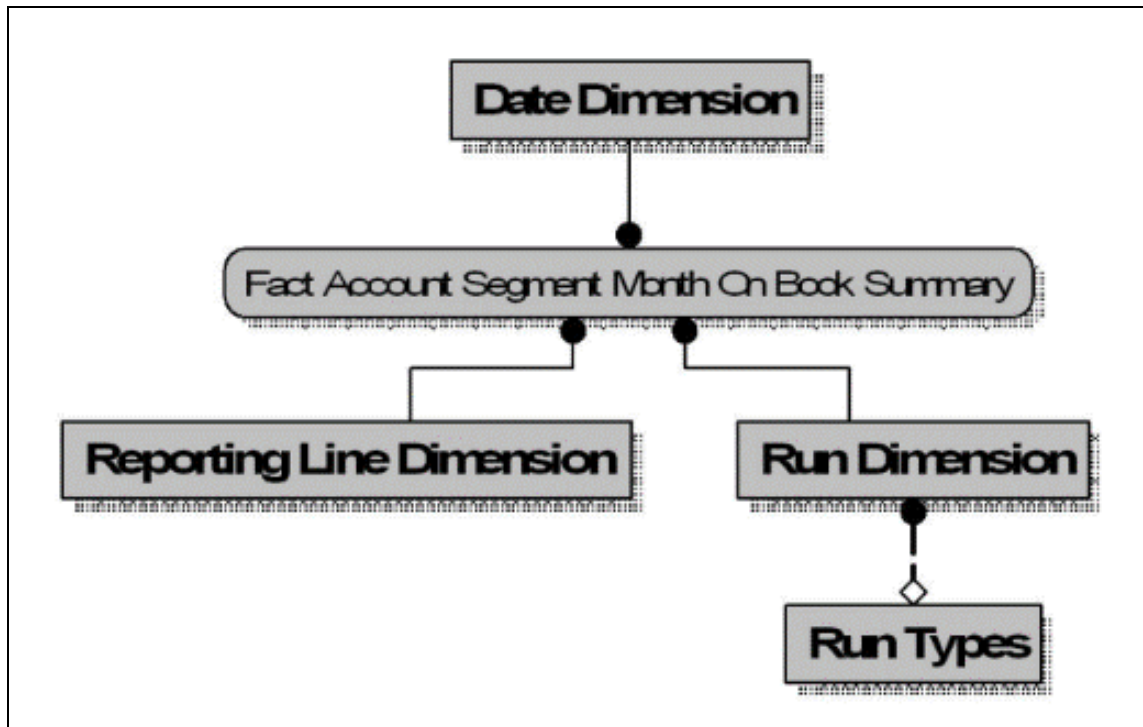 Date Dimension
Fact Account Segment Month On Book Summary
Reporting Line Dimension
Run Dimension
Run Types